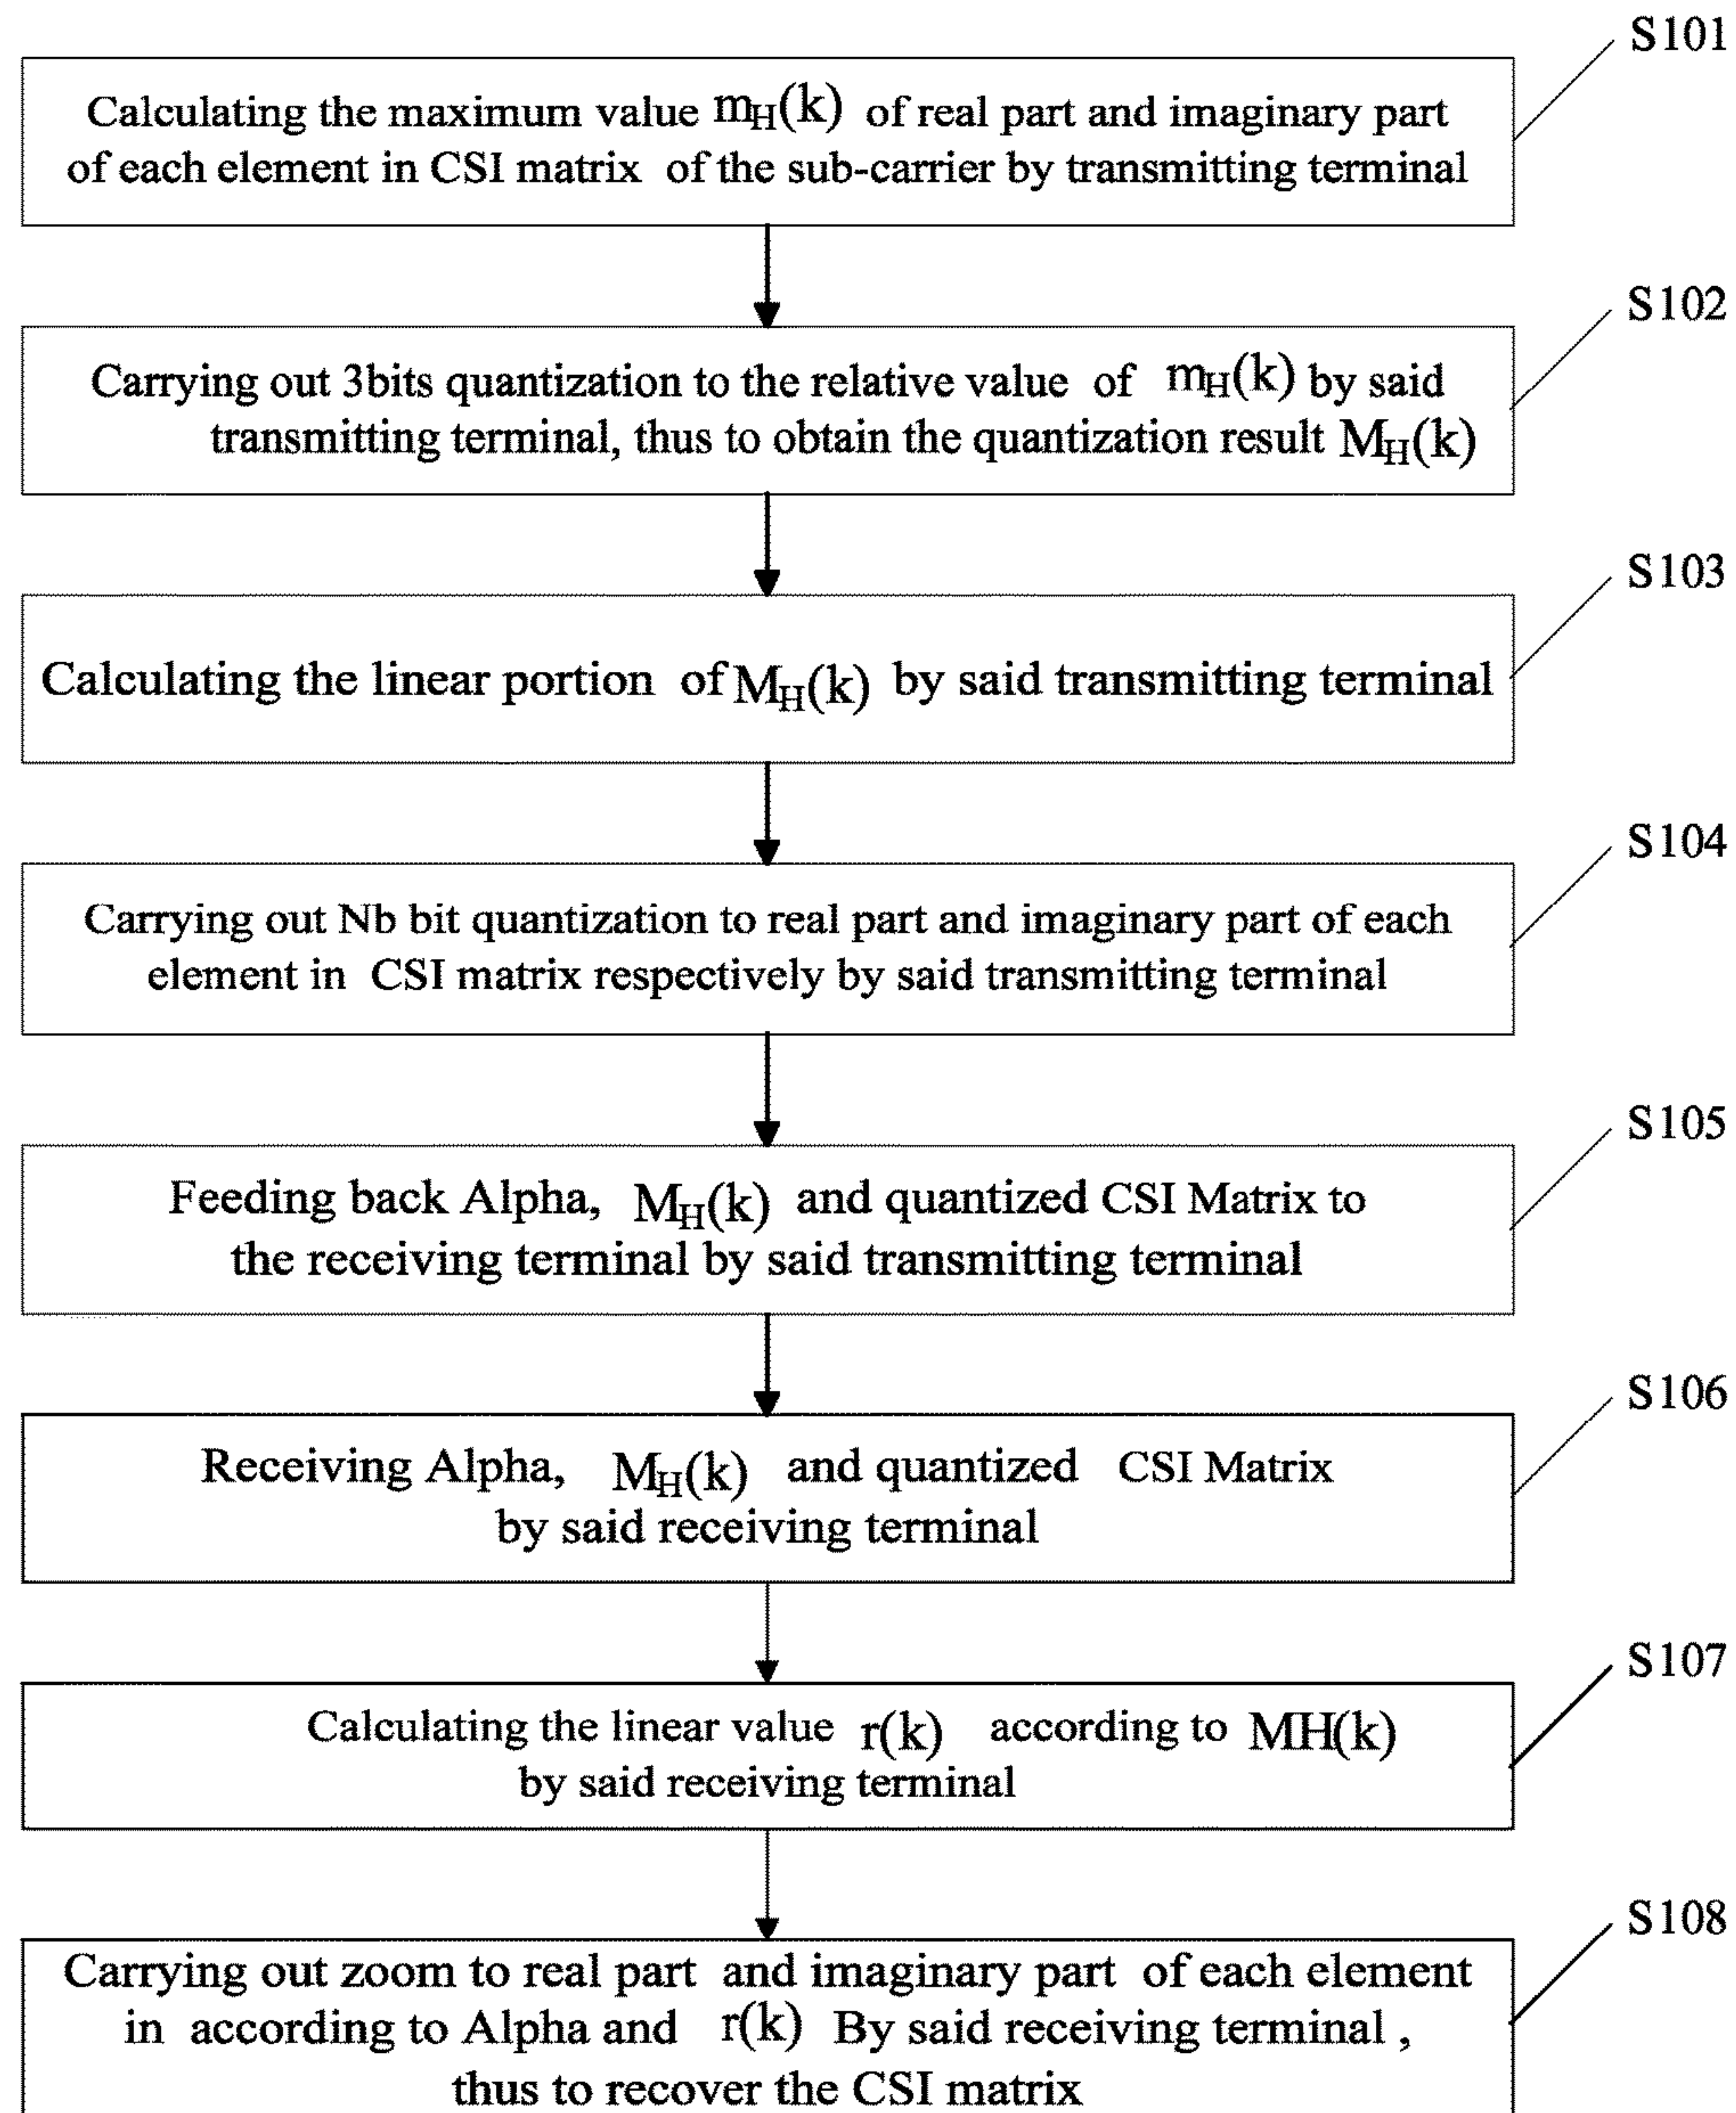 S101
Calculating the maximum value mH(k) of real part and imaginary part
of each element in CSI matrix of the sub-carrier by transmitting terminal
S102
Carrying out 3bits quantization to the relative value of mH(k) by said
transmitting terminal, thus to obtain the quantization result MH(k)
S103
Calculating the linear portion of MH(k) by said transmitting terminal
S104
Carrying out Nb bit quantization to real part and imaginary part of each
element in CSI matrix respectively by said transmitting terminal
S105
Feeding back Alpha, MH(k) and quantized CSI Matrix to
the receiving terminal by said transmitting terminal
S106
Receiving Alpha, MH(k) and quantized CSI Matrix
by said receiving terminal
S107
Calculating the linear value r(k) according to MH(k)
by said receiving terminal
S108
Carrying out zoom to real part and imaginary part of each element
in according to Alpha and r(k) By said receiving terminal ,
thus to recover the CSI matrix